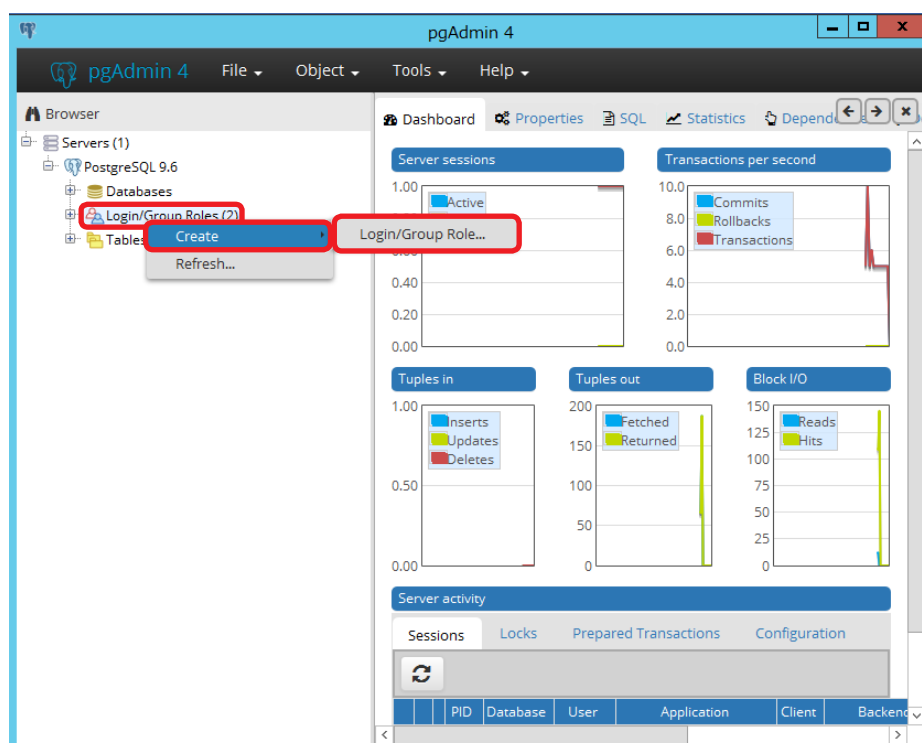 pgAdmin 4
pgAdmin 4 File Object Tools Help
Browser
Servers (1)
PostgreSQL 9.6
Databases
Login/Group Roles (2)
Tables
Create
Login/Group Role...
Refresh...
Dashboard Properties SQL Statistics
Server sessions
1.00
0.40
0.20
0.00
Active
Transactions per second
10.0
8.0
6.0
4.0
2.0
0.0
Commits
Rollbacks
Transactions
Tuples in
1.00
0.50
0.00
Inserts
Updates
Deletes
Tuples out
200
150
100
50
0
Fetched
Returned
Block I/O
150
125
100
75
50
25
0
Reads
Hits
Server activity
Sessions Locks Prepared Transactions Configuration
PID Database User Application Client Backend